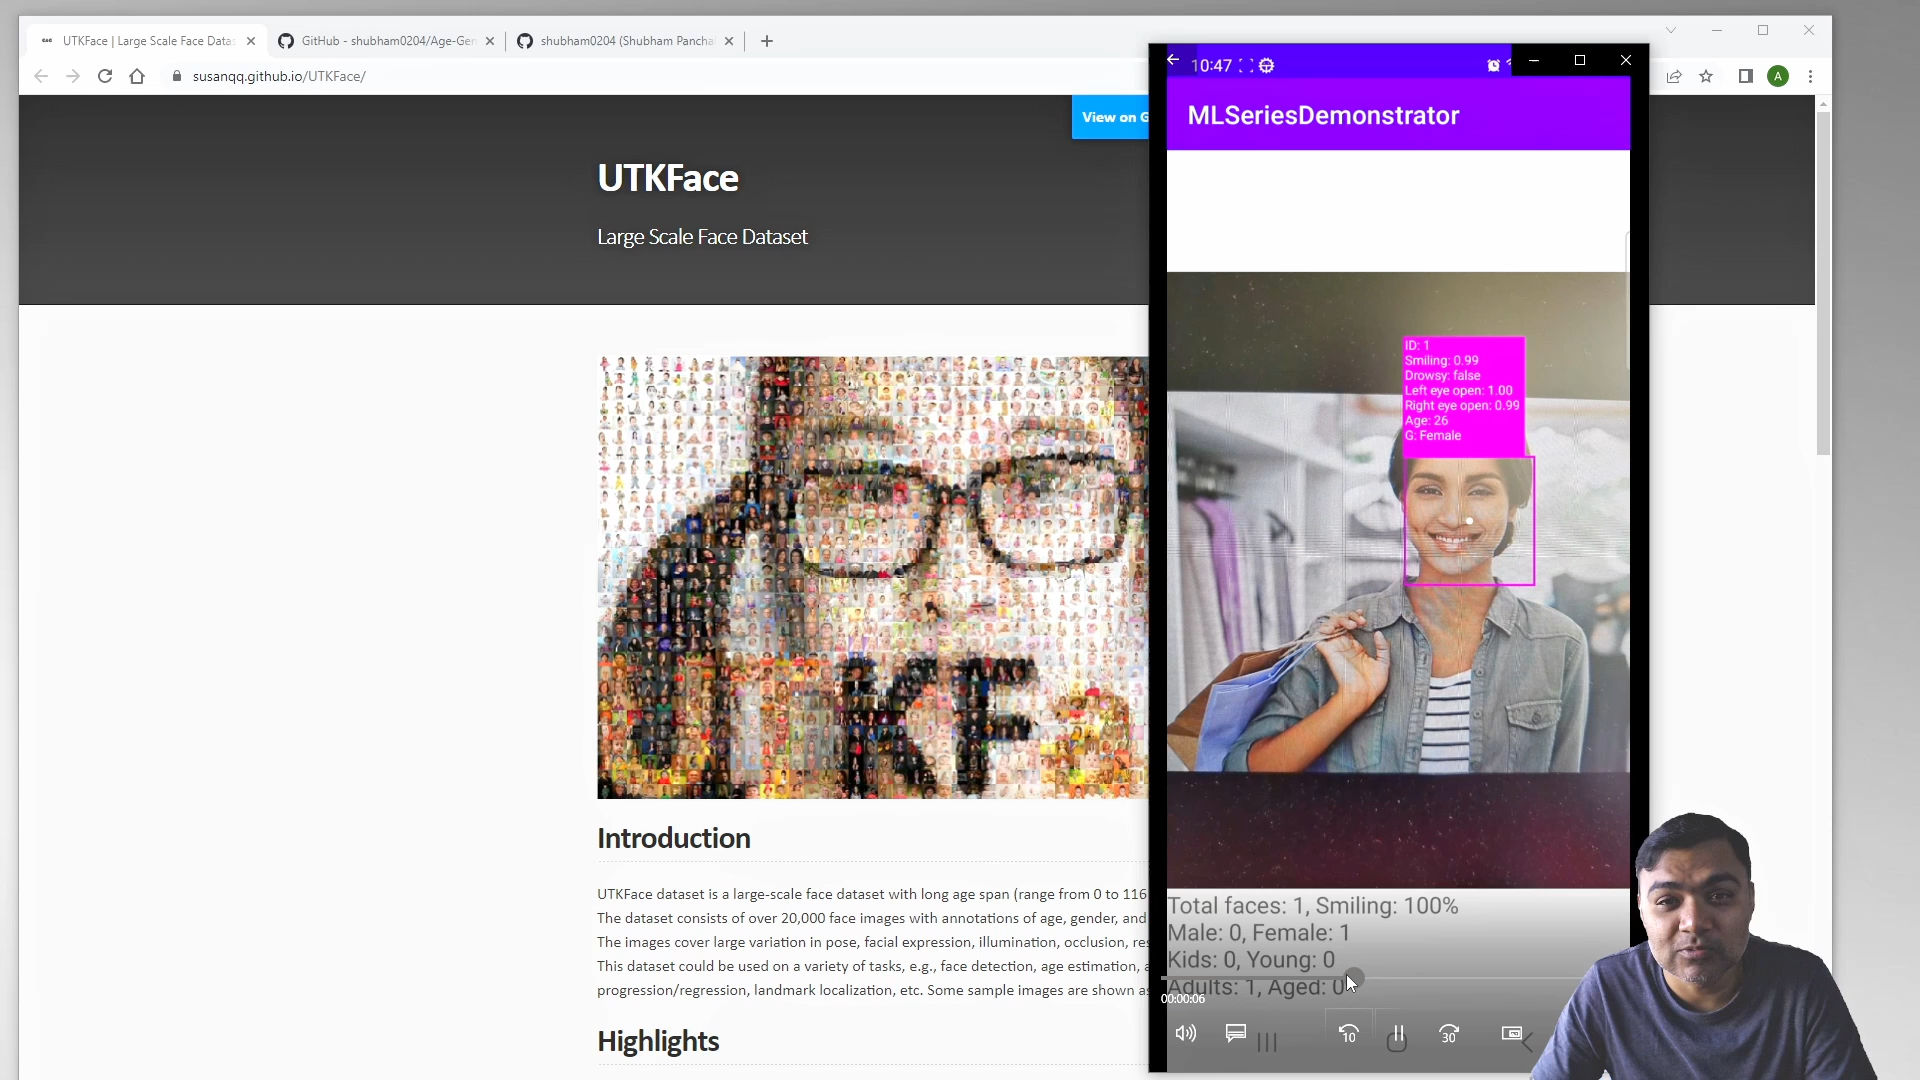 UTKFace | Large Scale Face Datas
GitHub - shubham0204/Age-Gen
shubham0204 (Shubham Pancha
susanqq.github.io/UTKFace/
A
View on G
UTKFace
Large Scale Face Dataset
Introduction
UTKFace dataset is a large-scale face dataset with long age span (range from 0 to 116
The dataset consists of over 20,000 face images with annotations of age, gender, and
The images cover large variation in pose, facial expression, illumination, occlusion, res
This dataset could be used on a variety of tasks, e.g., face detection, age estimation, a
progression/regression, landmark localization, etc. Some sample images are shown as
Highlights
10:47
MLSeriesDemonstrator
ID: 1
Smiling: 0.99
Drowsy: false
Left eye open: 1.00
Right eye open: 0.99
Age: 26
G: Female
Total faces: 1, Smiling: 100%
Male: 0, Female: 1
Kids: 0, Young: 0
Adults: 1, Aged: 0
00:00:06
10
30